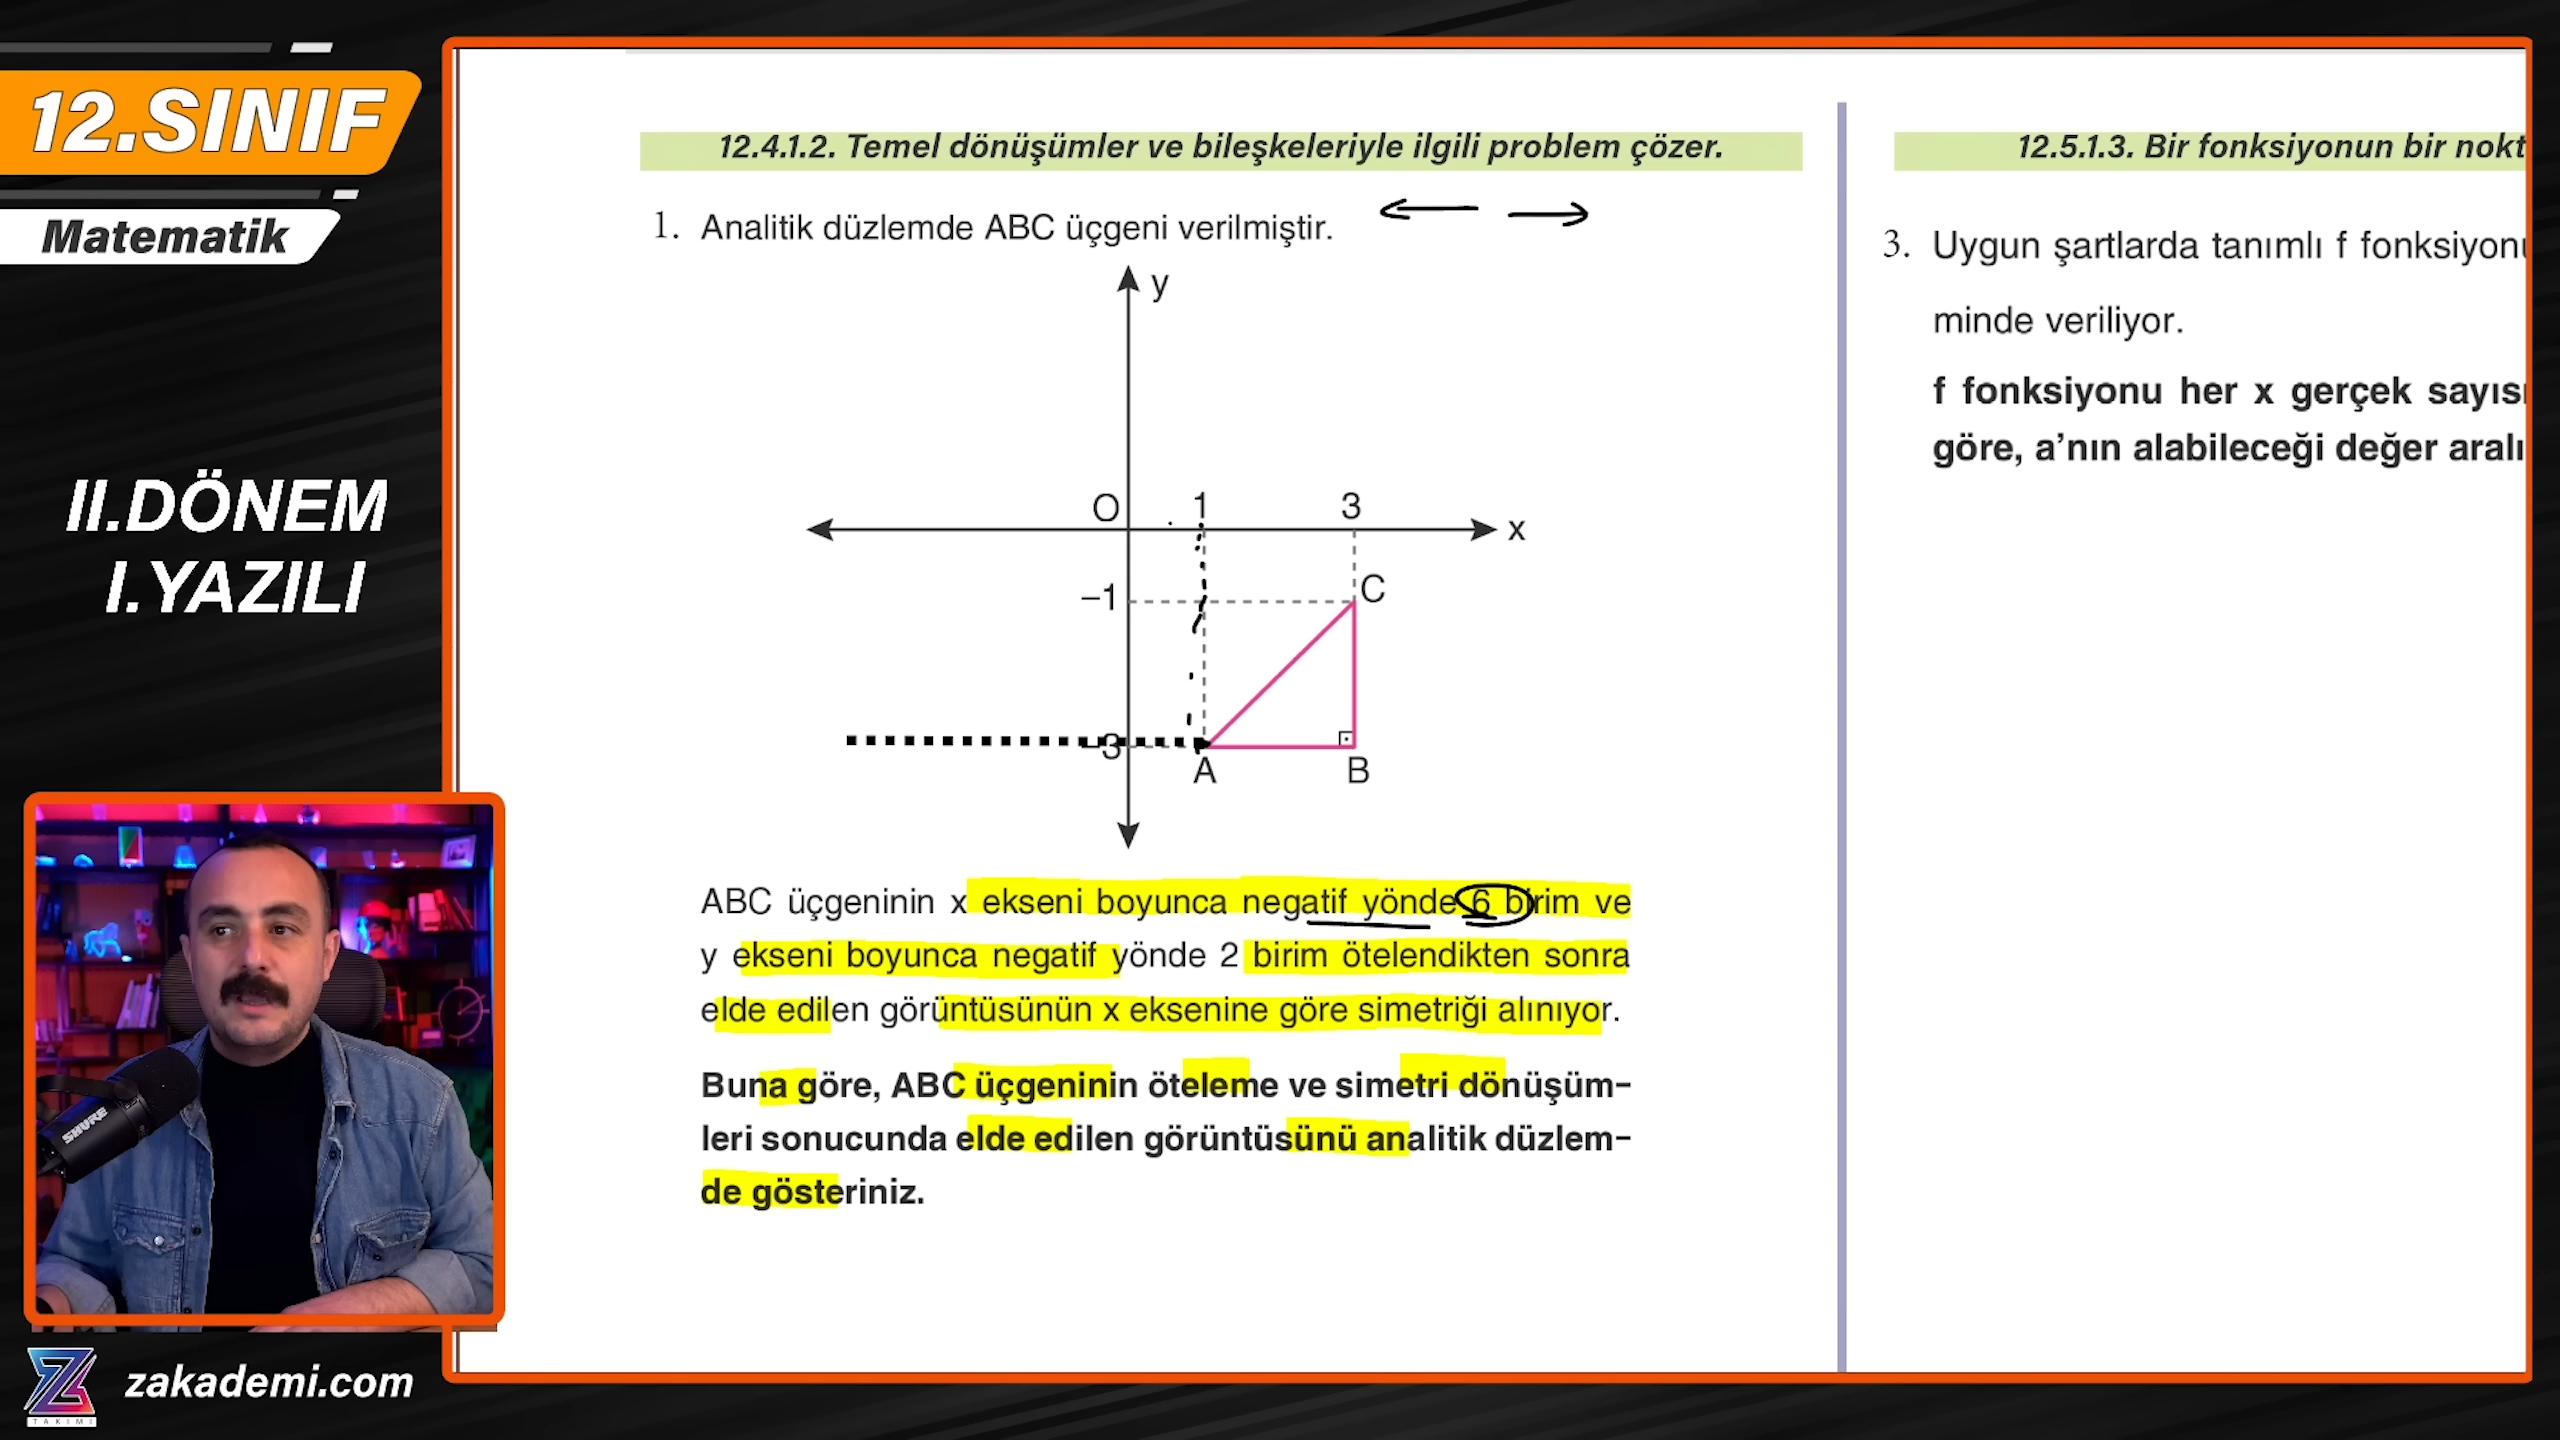 12.SINIF
Matematik
II.DÖNEM
I.YAZILI
12.4.1.2. Temel dönüşümler ve bileşkeleriyle ilgili problem çözer.
1. Analitik düzlemde ABC üçgeni verilmiştir.
y
O 1 3
x
−1 C
−3
A B
ABC üçgeninin x ekseni boyunca negatif yönde 6 birim ve
y ekseni boyunca negatif yönde 2 birim ötelendikten sonra
elde edilen görüntüsünün x eksenine göre simetriği alınıyor.
Buna göre, ABC üçgeninin öteleme ve simetri dönüşüm−
leri sonucunda elde edilen görüntüsünü analitik düzlem−
de gösteriniz.
12.5.1.3. Bir fonksiyonun bir nokt
3. Uygun şartlarda tanımlı f fonksiyon
minde veriliyor.
f fonksiyonu her x gerçek sayıs
göre, a’nın alabileceği değer aralı
SHURE
TAKIMI
zakademi.com